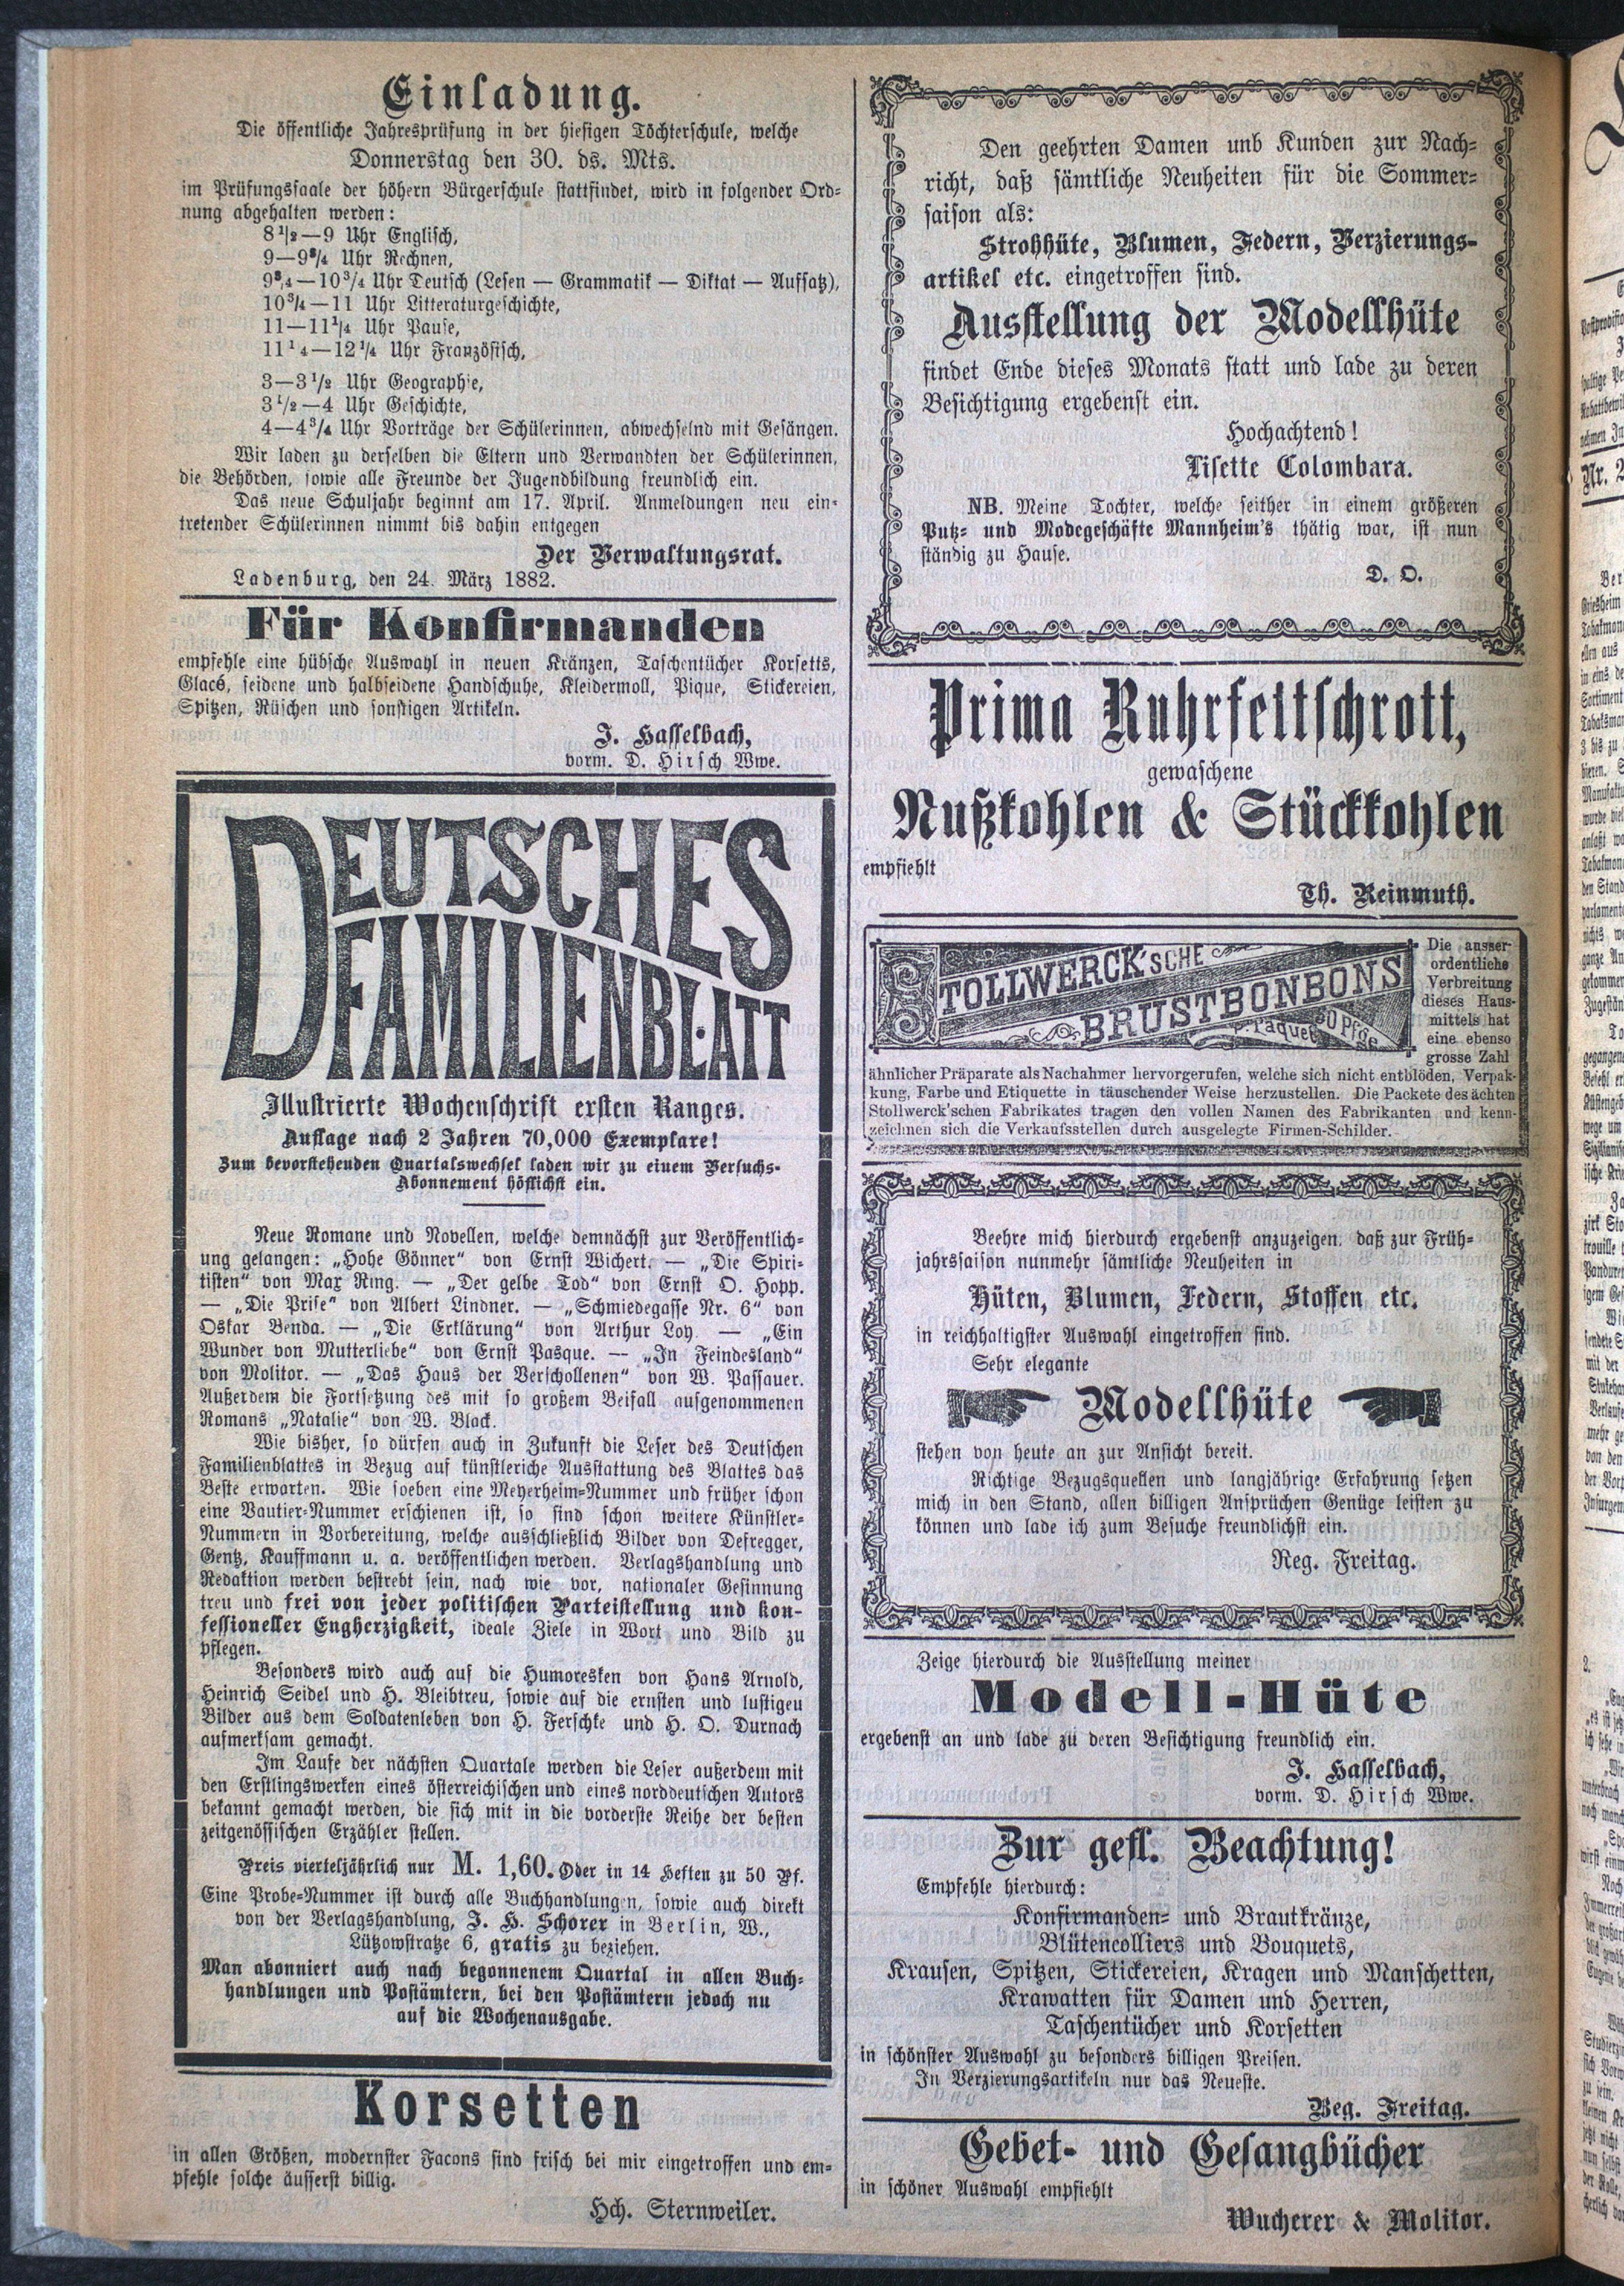 Einladung.
Die öffentliche Jahresprüfung in der hiesigen Töchterschule, welche
Donnerstag den 30. ds. Mts.
im Prüfungssaale der höhern Bürgerschule stattfindet, wird in folgender Ord-
nung abgehalten werden:
8 1/2—9 Uhr Englisch,
9—9 3/4 Uhr Rechnen,
9 3/4—10 3/4 Uhr Deutsch (Lesen — Grammatik — Diktat — Aufsatz),
10 3/4—11 Uhr Litteraturgeschichte,
11—11 1/4 Uhr Pause,
11 1/4—12 1/4 Uhr Französisch,
3—3 1/2 Uhr Geographie,
3 1/2—4 Uhr Geschichte,
4—4 3/4 Uhr Vorträge der Schülerinnen, abwechselnd mit Gesängen.
Wir laden zu derselben die Eltern und Verwandten der Schülerinnen,
die Behörden, sowie alle Freunde der Jugendbildung freundlich ein.
Das neue Schuljahr beginnt am 17. April. Anmeldungen neu ein-
tretender Schülerinnen nimmt bis dahin entgegen
Der Verwaltungsrat.
Ladenburg, den 24. März 1882.
Für Konfirmanden
empfehle eine hübsche Auswahl in neuen Kränzen, Taschentücher Korsetts,
Glacé, seidene und halbseidene Handschuhe, Kleidermoll, Pique, Stickereien,
Spitzen, Rüschen und sonstigen Artikeln.
J. Hasselbach,
vorm. D. Hirsch Wwe.
DEUTSCHES
FAMILIENBLATT
Illustrierte Wochenschrift ersten Ranges.
Auflage nach 2 Jahren 70,000 Exemplare!
Zum bevorstehenden Quartalswechsel laden wir zu einem Versuchs-
Abonnement höflichst ein.
Neue Romane und Novellen, welche demnächst zur Veröffentlich-
ung gelangen: „Hohe Gönner“ von Ernst Wichert. — „Die Spiri-
tisten“ von Max Ring. — „Der gelbe Tod“ von Ernst O. Hopp.
— „Die Prise“ von Albert Lindner. — „Schmiedegasse Nr. 6“ von
Oskar Benda. — „Die Erklärung“ von Arthur Loy. — „Ein
Wunder von Mutterliebe“ von Ernst Pasque. — „In Feindesland“
von Molitor. — „Das Haus der Verschollenen“ von W. Passauer.
Außerdem die Fortsetzung des mit so großem Beifall aufgenommenen
Romans „Natalie“ von W. Black.
Wie bisher, so dürfen auch in Zukunft die Leser des Deutschen
Familienblattes in Bezug auf künstleriche Ausstattung des Blattes das
Beste erwarten. Wie soeben eine Meyerheim-Nummer und früher schon
eine Vautier-Nummer erschienen ist, so sind schon weitere Künstler-
Nummern in Vorbereitung, welche ausschließlich Bilder von Defregger,
Gentz, Kauffmann u. a. veröffentlichen werden. Verlagshandlung und
Redaktion werden bestrebt sein, nach wie vor, nationaler Gesinnung
treu und frei von jeder politischen Parteistellung und kon-
fessioneller Engherzigkeit, ideale Ziele in Wort und Bild zu
pflegen.
Besonders wird auch auf die Humoresken von Hans Arnold,
Heinrich Seidel und H. Bleibtreu, sowie auf die ernsten und lustigen
Bilder aus dem Soldatenleben von H. Ferschke und H. O. Durnach
aufmerksam gemacht.
Im Laufe der nächsten Quartale werden die Leser außerdem mit
den Erstlingswerken eines österreichischen und eines norddeutschen Autors
bekannt gemacht werden, die sich mit in die vorderste Reihe der besten
zeitgenössischen Erzähler stellen.
Preis vierteljährlich nur M. 1,60. Oder in 14 Heften zu 50 Pf.
Eine Probe-Nummer ist durch alle Buchhandlungen, sowie auch direkt
von der Verlagshandlung, J. H. Schorer in Berlin, W.,
Lützowstraße 6, gratis zu beziehen.
Man abonniert auch nach begonnenem Quartal in allen Buch-
handlungen und Postämtern, bei den Postämtern jedoch nu
auf die Wochenausgabe.
Korsetten
in allen Größen, modernster Facons sind frisch bei mir eingetroffen und em-
pfehle solche äusserst billig.
Hch. Sternweiler.
Den geehrten Damen unb Kunden zur Nach-
richt, daß sämtliche Neuheiten für die Sommer-
saison als:
Strohhüte, Blumen, Federn, Verzierungs-
artikel etc. eingetroffen sind.
Ausstellung der Modellhüte
findet Ende dieses Monats statt und lade zu deren
Besichtigung ergebenst ein.
Hochachtend!
Lisette Colombara.
NB. Meine Tochter, welche seither in einem größeren
Putz- und Modegeschäfte Mannheim's thätig war, ist nun
ständig zu Hause.
D. O.
Prima Ruhrfettschrott,
gewaschene
Nußkohlen & Stückkohlen
empfiehlt
Th. Reinmuth.
STOLLWERCK'SCHE
BRUSTBONBONS
p. Paquet 50 Pfge
Die ausser-
ordentliche
Verbreitung
dieses Haus-
mittels hat
eine ebenso
grosse Zahl
ähnlicher Präparate als Nachahmer hervorgerufen, welche sich nicht entblöden, Verpak-
kung, Farbe und Etiquette in täuschender Weise herzustellen. Die Packete des ächten
Stollwerck'schen Fabrikates tragen den vollen Namen des Fabrikanten und kenn-
zeichnen sich die Verkaufsstellen durch ausgelegte Firmen-Schilder.
Beehre mich hierdurch ergebenst anzuzeigen, daß zur Früh-
jahrssaison nunmehr sämtliche Neuheiten in
Hüten, Blumen, Federn, Stoffen etc.
in reichhaltigster Auswahl eingetroffen sind.
Sehr elegante
Modellhüte
stehen von heute an zur Ansicht bereit.
Richtige Bezugsquellen und langjährige Erfahrung setzen
mich in den Stand, allen billigen Ansprüchen Genüge leisten zu
können und lade ich zum Besuche freundlichst ein.
Reg. Freitag.
Zeige hierdurch die Ausstellung meiner
Modell-Hüte
ergebenst an und lade zu deren Besichtigung freundlich ein.
J. Hasselbach,
vorm. D. Hirsch Wwe.
Zur gefl. Beachtung!
Empfehle hierdurch:
Konfirmanden- und Brautkränze,
Blütencolliers und Bouquets,
Krausen, Spitzen, Stickereien, Kragen und Manschetten,
Krawatten für Damen und Herren,
Taschentücher und Korsetten
in schönster Auswahl zu besonders billigen Preisen.
In Verzierungsartikeln nur das Neueste.
Reg. Freitag.
Gebet- und Gesangbücher
in schöner Auswahl empfiehlt
Wucherer & Molitor.